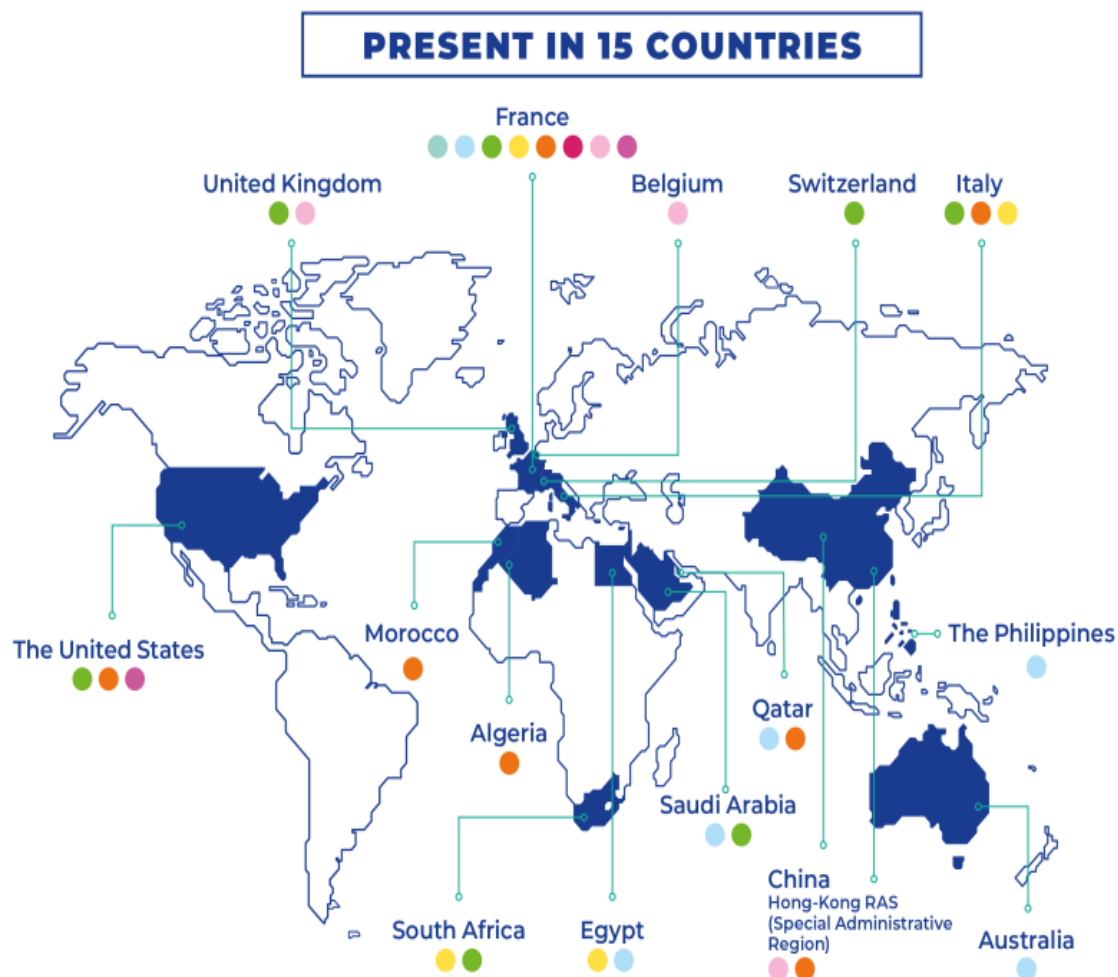 PRESENT IN 15 COUNTRIES
France
United Kingdom
Belgium
Switzerland
Italy
The United States
Morocco
Algeria
The Philippines
Qatar
Saudi Arabia
China
Hong-Kong RAS
(Special Administrative
Region)
South Africa
Egypt
Australia